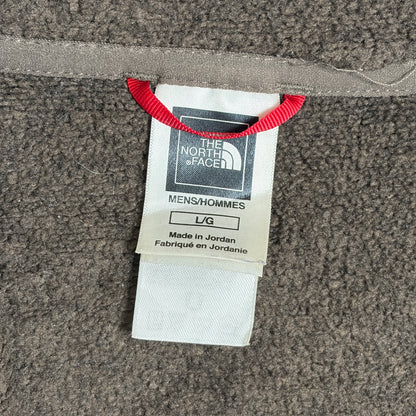 THE
NORTH
FACE
MENS/HOMMES
L/G
Made in Jordan
Fabriqué en Jordanie